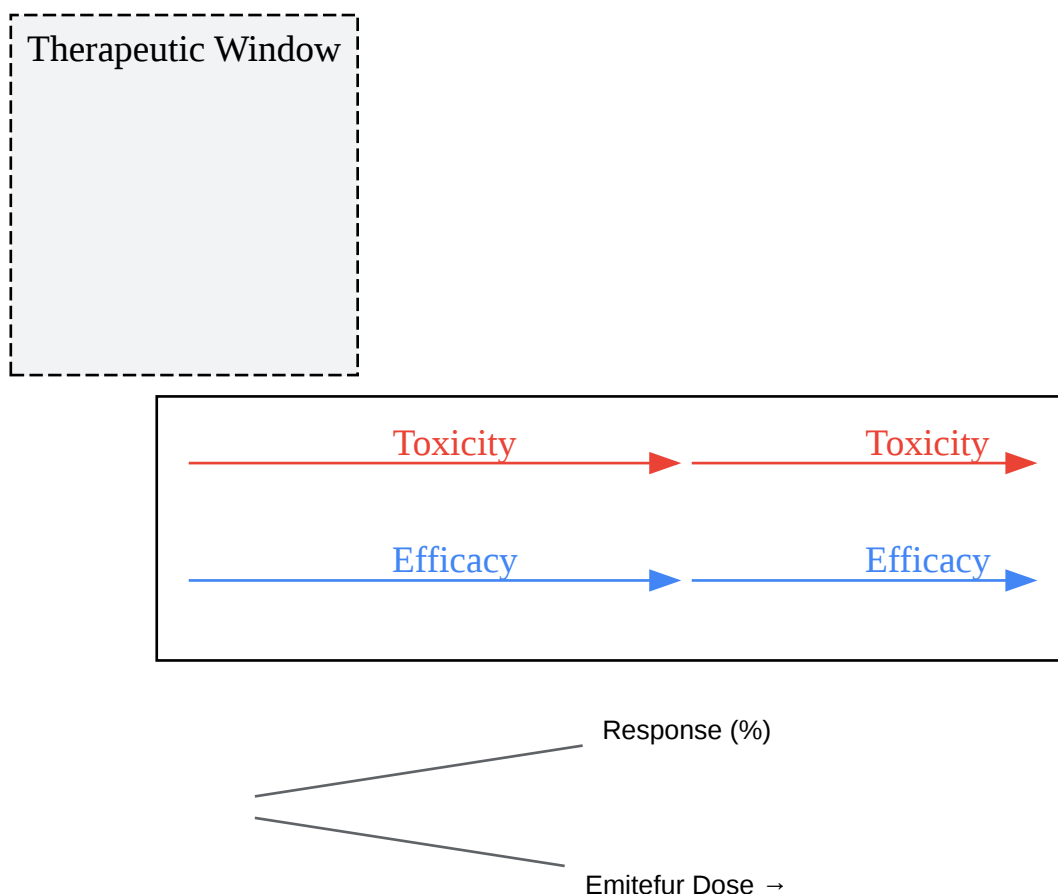 Therapeutic Window
Toxicity
Toxicity
Efficacy
Efficacy
Response (%)
Emitefur Dose →